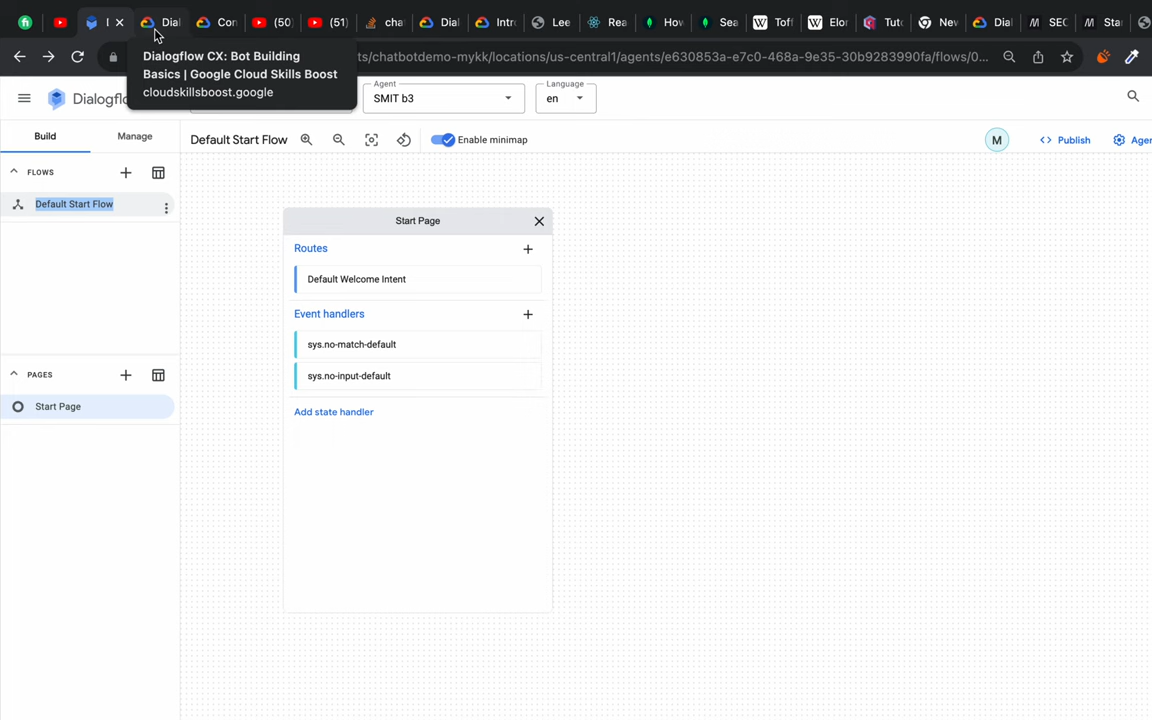 Dial
Con
(50)
(51)
cha
Dial
Intro
Lee
Rea
How
Sea
Toff
Elor
Tuto
Nev
Dial
SEC
Star
Dialogflow CX: Bot Building
Basics | Google Cloud Skills Boost
cloudskillsboost.google
ts/chatbotdemo-mykk/locations/us-central1/agents/e630853a-e7c0-468a-9e35-30b9283990fa/flows/0...
Dialogflo
Agent
SMIT b3
Language
en
Build
Manage
Default Start Flow
Enable minimap
M
Publish
Agen
FLOWS
Default Start Flow
Start Page
Routes
Default Welcome Intent
Event handlers
sys.no-match-default
sys.no-input-default
Add state handler
PAGES
Start Page